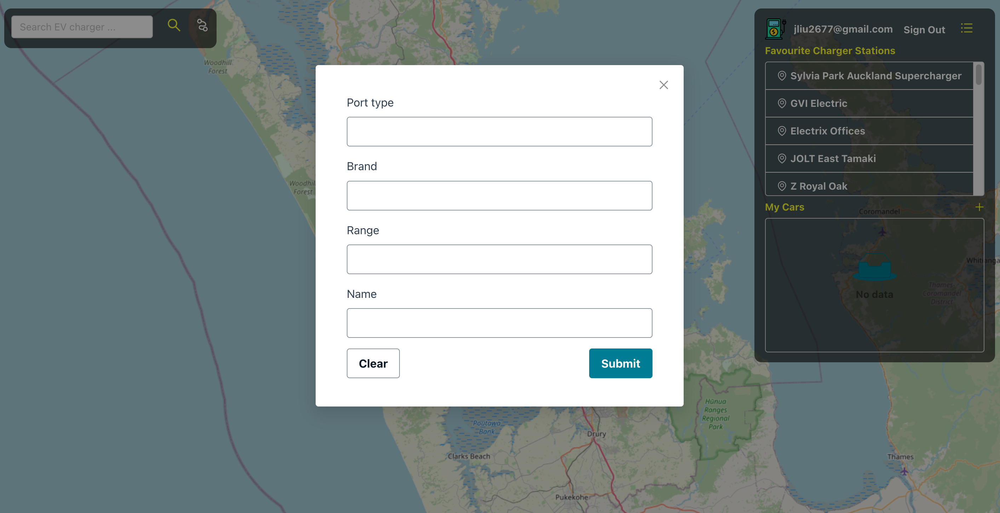 Search EV charger ...
jliu2677@gmail.com Sign Out
Favourite Charger Stations
Sylvia Park Auckland Supercharger
GVI Electric
Electrix Offices
JOLT East Tamaki
Z Royal Oak
My Cars
No data
Port type
Brand
Range
Name
Clear
Submit
Woodhill
Forest
Woodhill
Forest
Coromandel
Whitianga
Thames-
Coromandel
District
Hūnua
Ranges
Regional
Park
Poutawa
Bank
Drury
Clarks Beach
Thames
Pukekohe